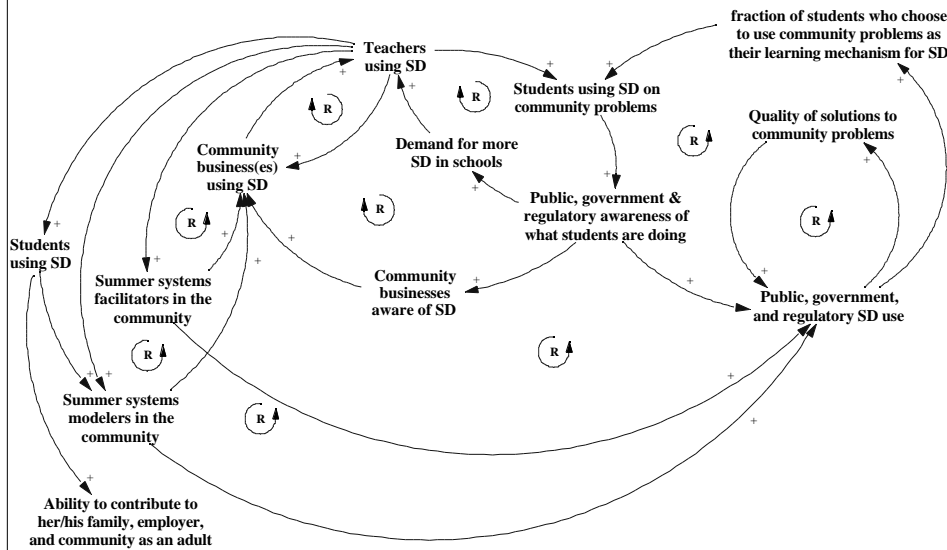 fraction of students who choose
to use community problems as
their learning mechanism for SD
Teachers
using SD
+
+
+
+
Students using SD on
community problems
R
R
Quality of solutions to
community problems
+
Demand for more
SD in schools
R
+
Community
business(es)
using SD
+
+
+
Public, government &
regulatory awareness of
what students are doing
R
R
R
+
Students
using SD
+
+
+
+
Summer systems
facilitators in the
community
Community
businesses
aware of SD
+
+
+
Public, government,
and regulatory SD use
R
R
+
+
+
Summer systems
modelers in the
community
R
+
+
Ability to contribute to
her/his family, employer,
and community as an adult